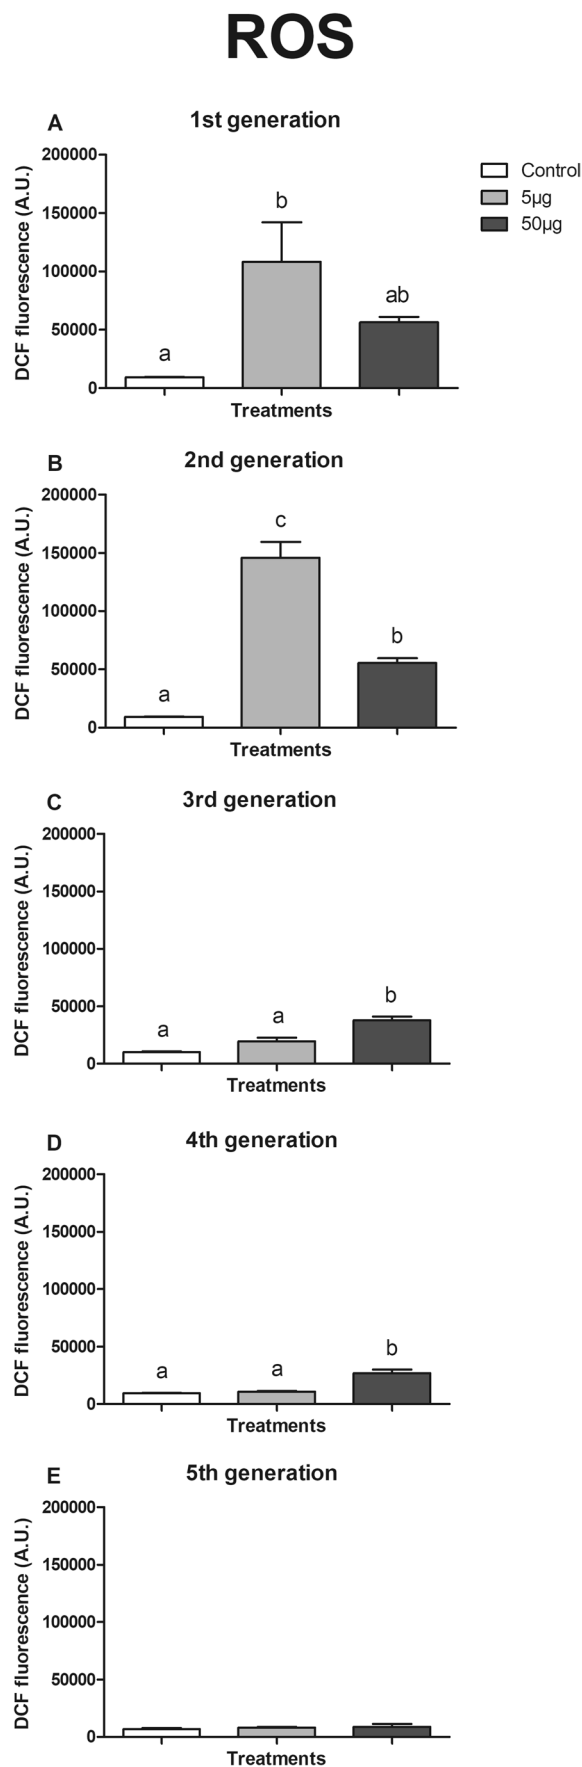 ROS
A 1st generation
DCF fluorescence (A.U.)
200000
150000
100000
50000
0
a
b
ab
Treatments
Control
5µg
50µg
B 2nd generation
DCF fluorescence (A.U.)
200000
150000
100000
50000
0
a
c
b
Treatments
C 3rd generation
DCF fluorescence (A.U.)
200000
150000
100000
50000
0
a
a
b
Treatments
D 4th generation
DCF fluorescence (A.U.)
200000
150000
100000
50000
0
a
a
b
Treatments
E 5th generation
DCF fluorescence (A.U.)
200000
150000
100000
50000
0
Treatments